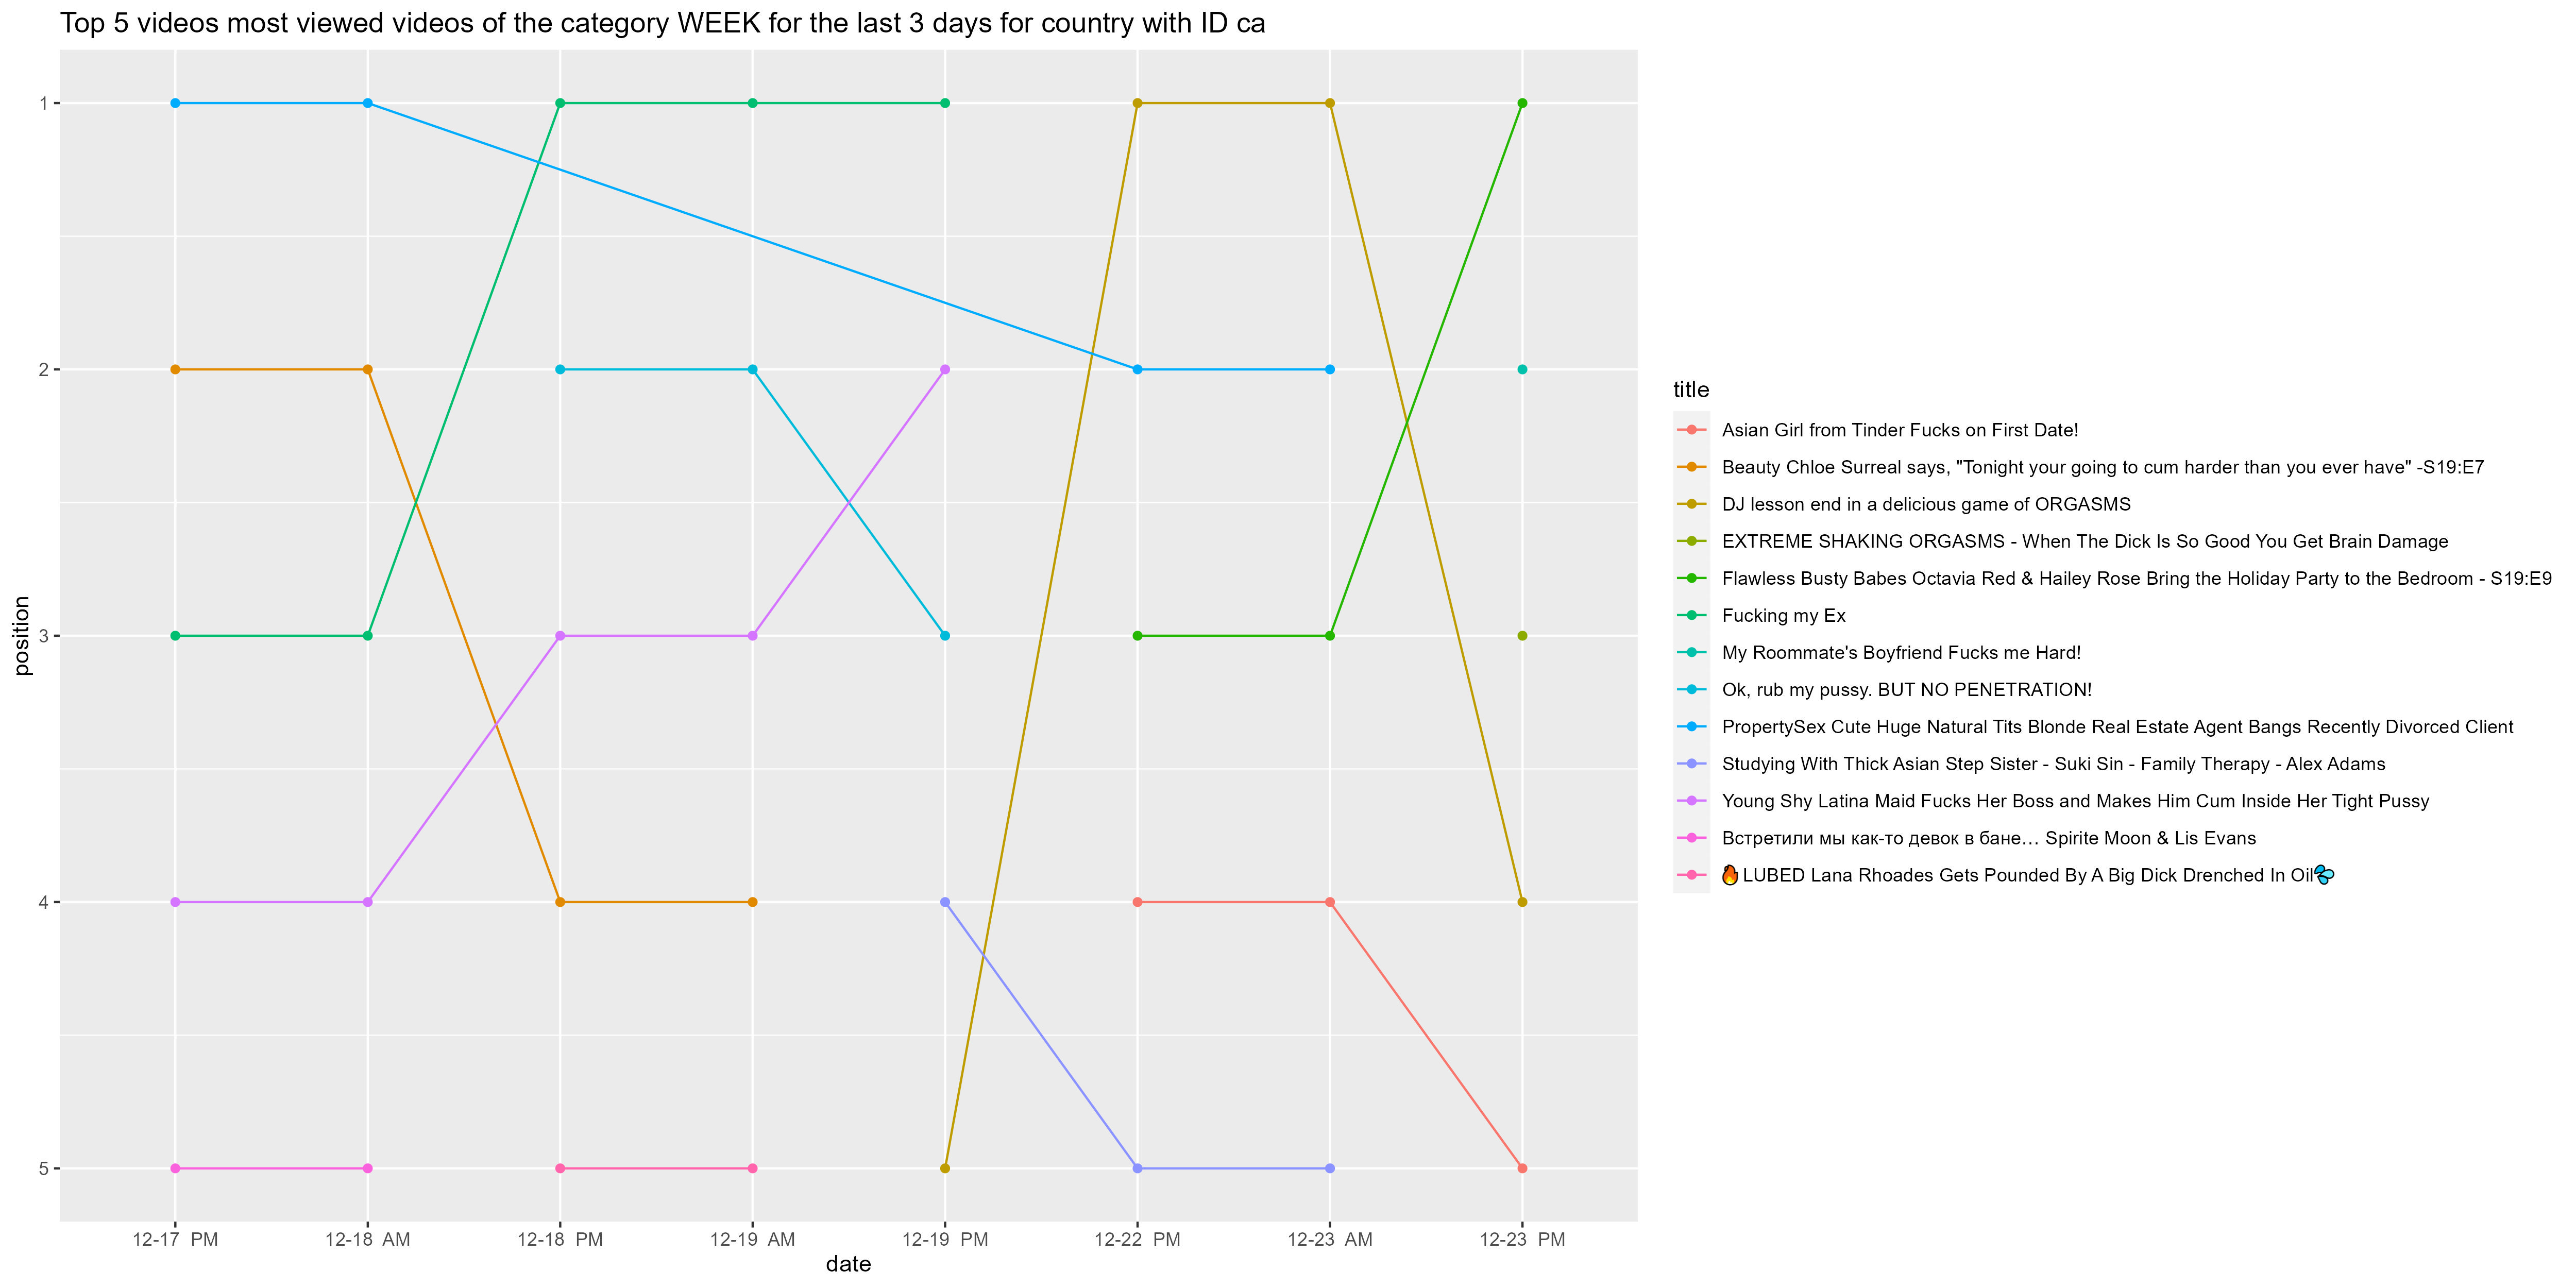 Top 5 videos most viewed videos of the category WEEK for the last 3 days for country with ID ca
position
1
2
3
4
5
12-17 PM
12-18 AM
12-18 PM
12-19 AM
12-19 PM
12-22 PM
12-23 AM
12-23 PM
date
title
Asian Girl from Tinder Fucks on First Date!
Beauty Chloe Surreal says, "Tonight your going to cum harder than you ever have" -S19:E7
DJ lesson end in a delicious game of ORGASMS
EXTREME SHAKING ORGASMS - When The Dick Is So Good You Get Brain Damage
Flawless Busty Babes Octavia Red & Hailey Rose Bring the Holiday Party to the Bedroom - S19:E9
Fucking my Ex
My Roommate's Boyfriend Fucks me Hard!
Ok, rub my pussy. BUT NO PENETRATION!
PropertySex Cute Huge Natural Tits Blonde Real Estate Agent Bangs Recently Divorced Client
Studying With Thick Asian Step Sister - Suki Sin - Family Therapy - Alex Adams
Young Shy Latina Maid Fucks Her Boss and Makes Him Cum Inside Her Tight Pussy
Встретили мы как-то девок в бане… Spirite Moon & Lis Evans
🔥LUBED Lana Rhoades Gets Pounded By A Big Dick Drenched In Oil💦